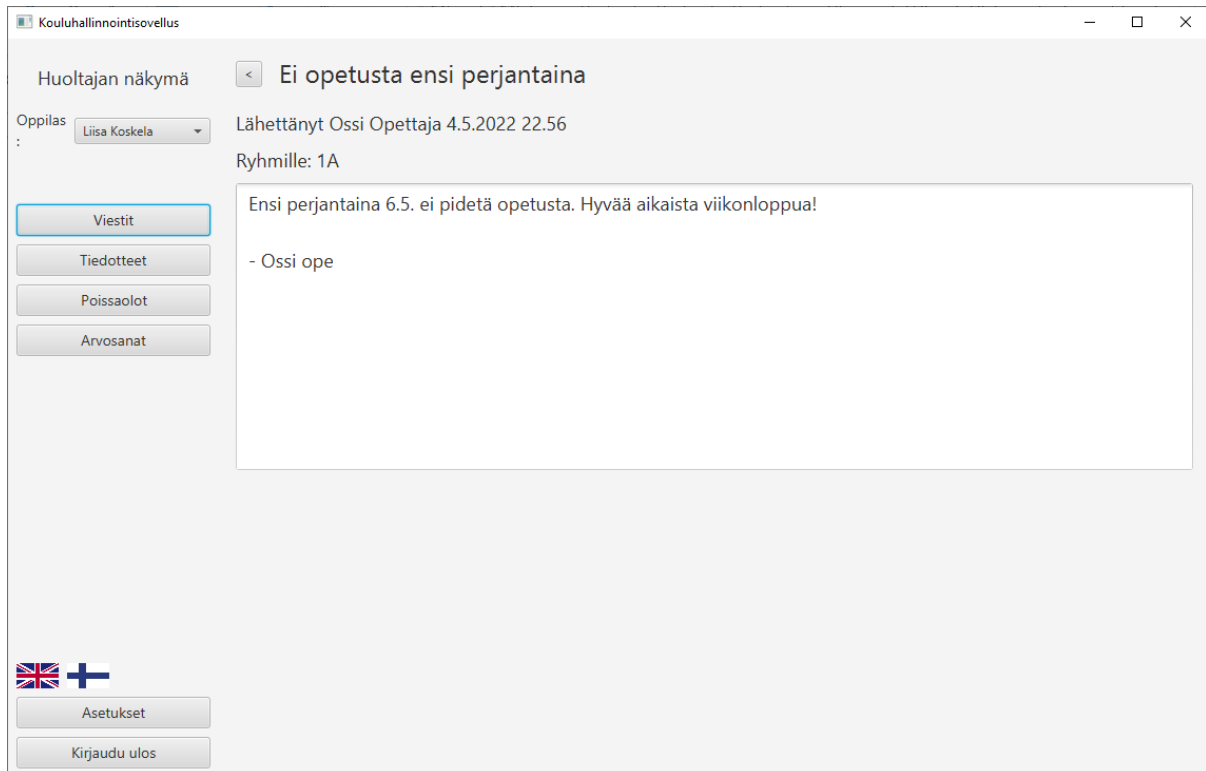 Kouluhallinnointisovellus
Huoltajan näkymä
Oppilas
:
Liisa Koskela
Viestit
Tiedotteet
Poissaolot
Arvosanat
Asetukset
Kirjaudu ulos
< Ei opetusta ensi perjantaina
Lähettänyt Ossi Opettaja 4.5.2022 22.56
Ryhmille: 1A
Ensi perjantaina 6.5. ei pidetä opetusta. Hyvää aikaista viikonloppua!
- Ossi ope